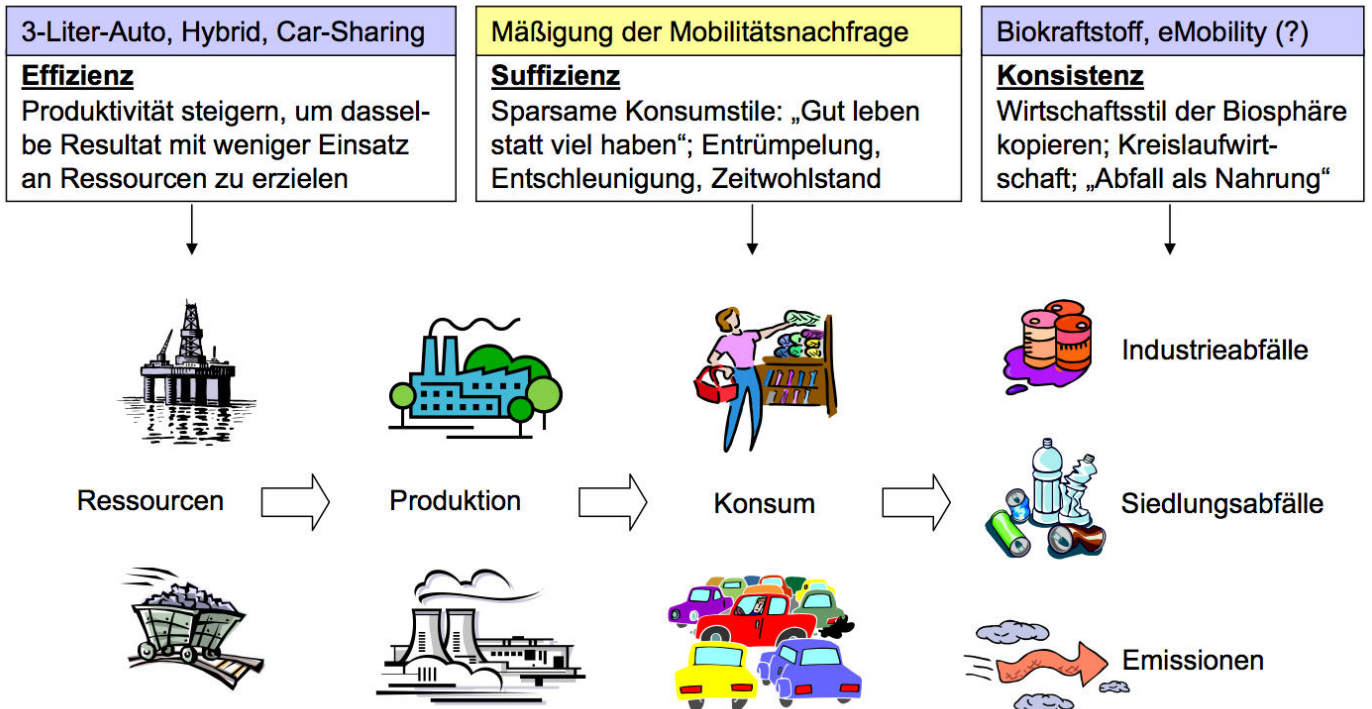 3-Liter-Auto, Hybrid, Car-Sharing
Effizienz
Produktivität steigern, um dassel-
be Resultat mit weniger Einsatz
an Ressourcen zu erzielen
Mäßigung der Mobilitätsnachfrage
Suffizienz
Sparsame Konsumstile: „Gut leben
statt viel haben“; Entrümpelung,
Entschleunigung, Zeitwohlstand
Biokraftstoff, eMobility (?)
Konsistenz
Wirtschaftsstil der Biosphäre
kopieren; Kreislaufwirt-
schaft; „Abfall als Nahrung“
Industrieabfälle
Ressourcen
Produktion
Konsum
Siedlungsabfälle
Emissionen